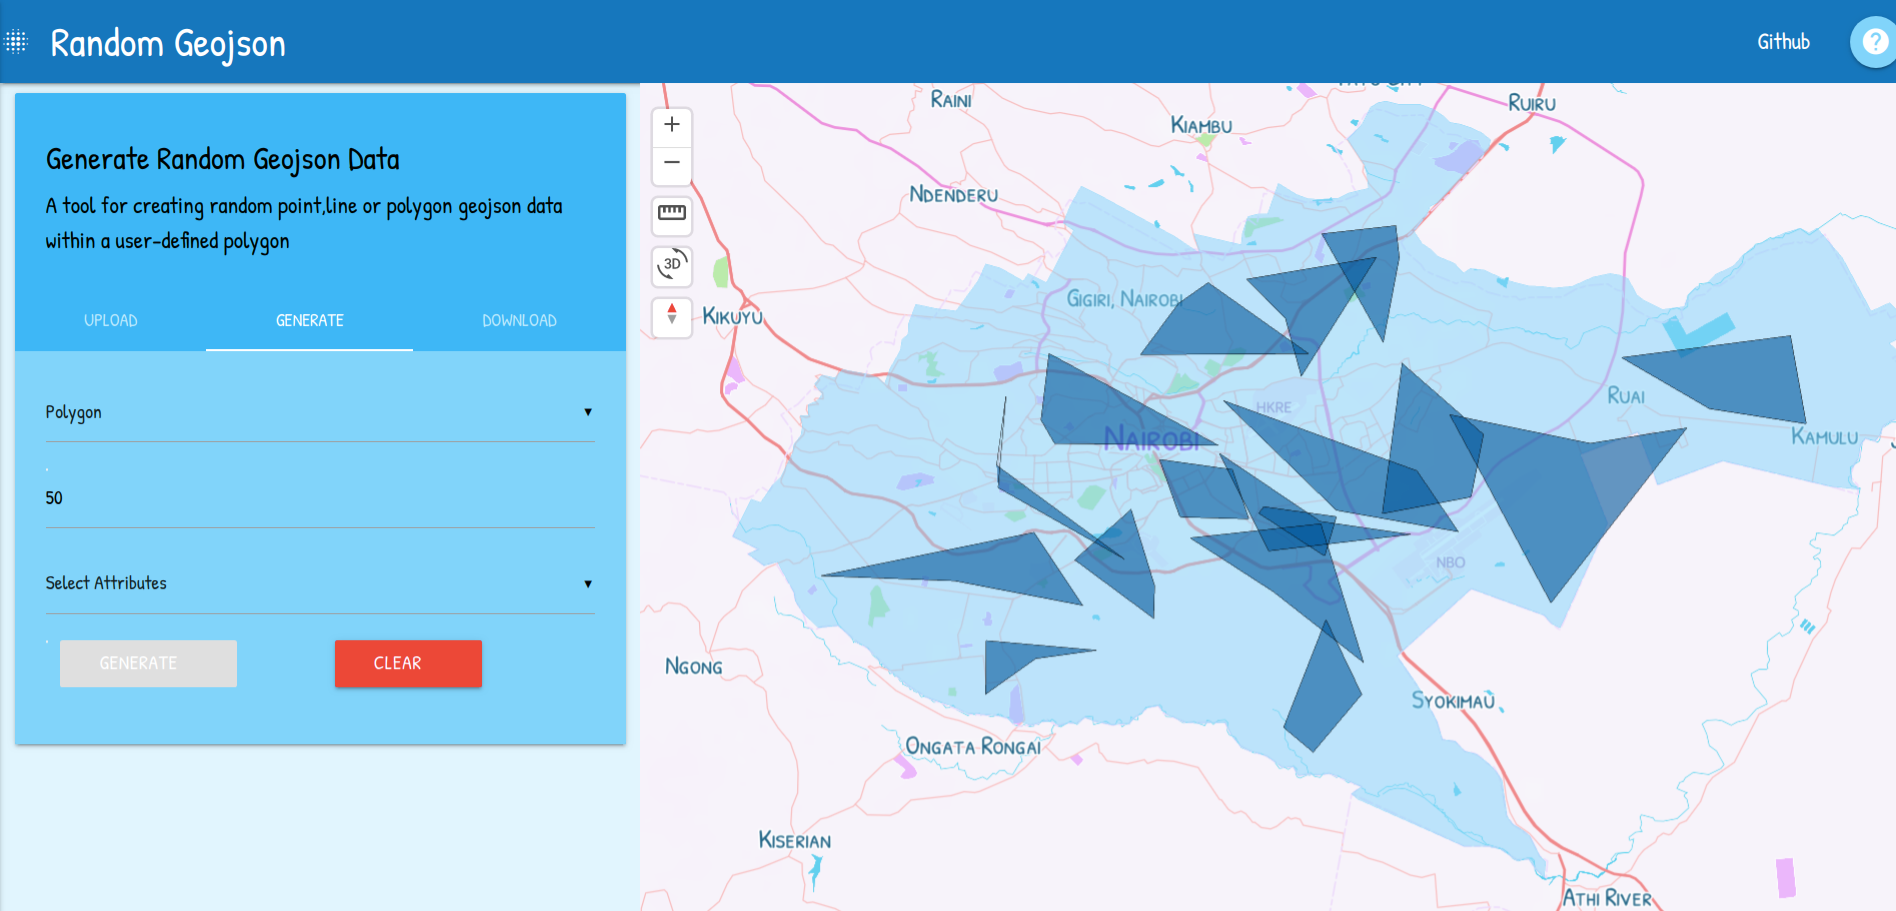 Random Geojson
Github
?
Generate Random Geojson Data
A tool for creating random point,line or polygon geojson data
within a user-defined polygon
UPLOAD
GENERATE
DOWNLOAD
Polygon
50
Select Attributes
GENERATE
CLEAR
+
−
3D
RAINI
KIAMBU
RUIRU
NDENDERU
GIGIRI, NAIROBI
KIKUYU
HKRE
RUAI
NAIROBI
KAMULU
NBO
NGONG
SYOKIMAU
ONGATA RONGAI
KISERIAN
ATHI RIVER